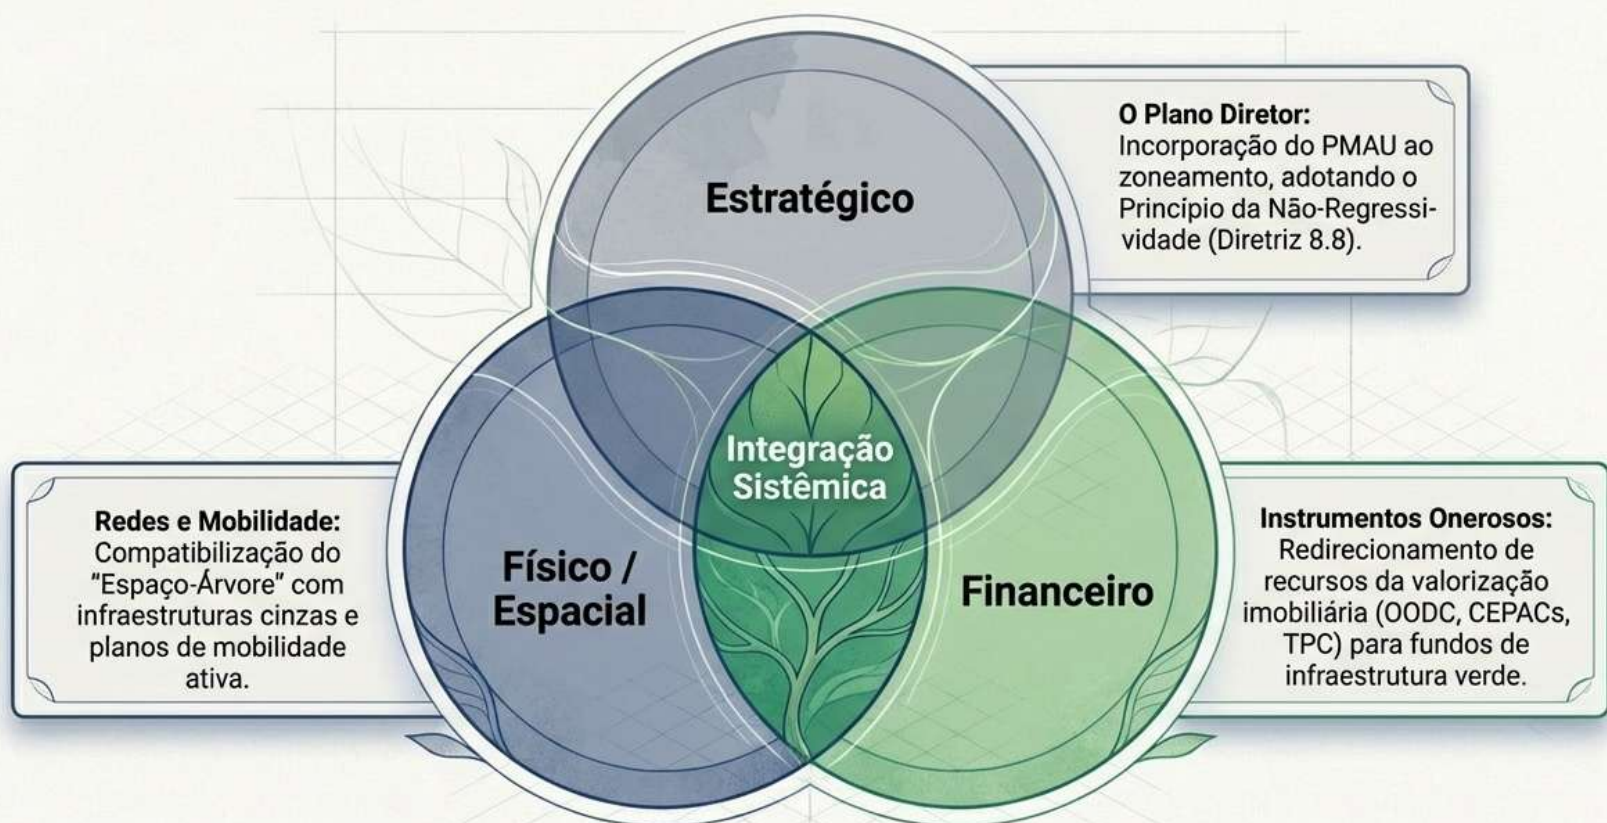 Estratégico
O Plano Diretor:
Incorporação do PMAU ao
zoneamento, adotando o
Princípio da Não-Regressi-
vidade (Diretriz 8.8).
Integração
Sistêmica
Redes e Mobilidade:
Compatibilização do
"Espaço-Árvore" com
infraestruturas cinzas e
planos de mobilidade
ativa.
Físico /
Espacial
Financeiro
Instrumentos Onerosos:
Redirecionamento de
recursos da valorização
imobiliária (OODC, CEPACs,
TPC) para fundos de
infraestrutura verde.